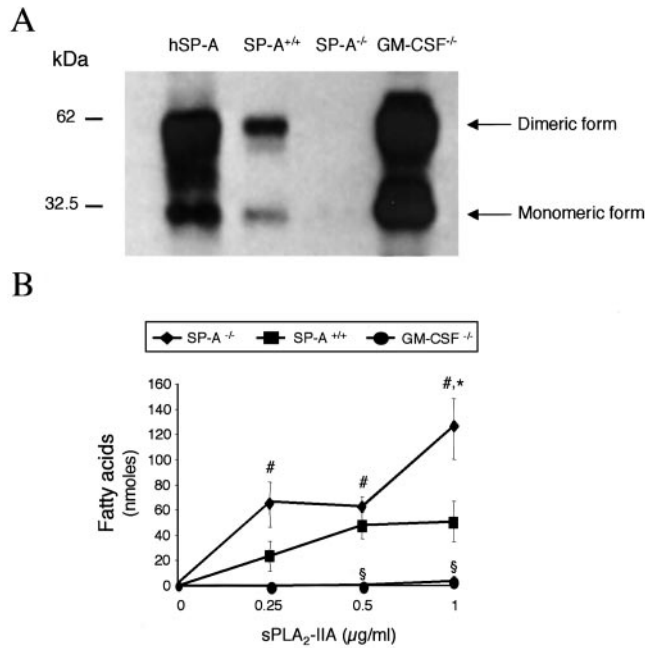 A
kDa
hSP-A SP-A+/+ SP-A-/- GM-CSF-/-
62
Dimeric form
32.5
Monomeric form
B
SP-A -/- SP-A +/+ GM-CSF -/-
160
140
120
100
80
60
40
20
0
Fatty acids
(nmoles)
#
#
#,*
§
§
0 0.25 0.5 1
sPLA2-IIA (µg/ml)